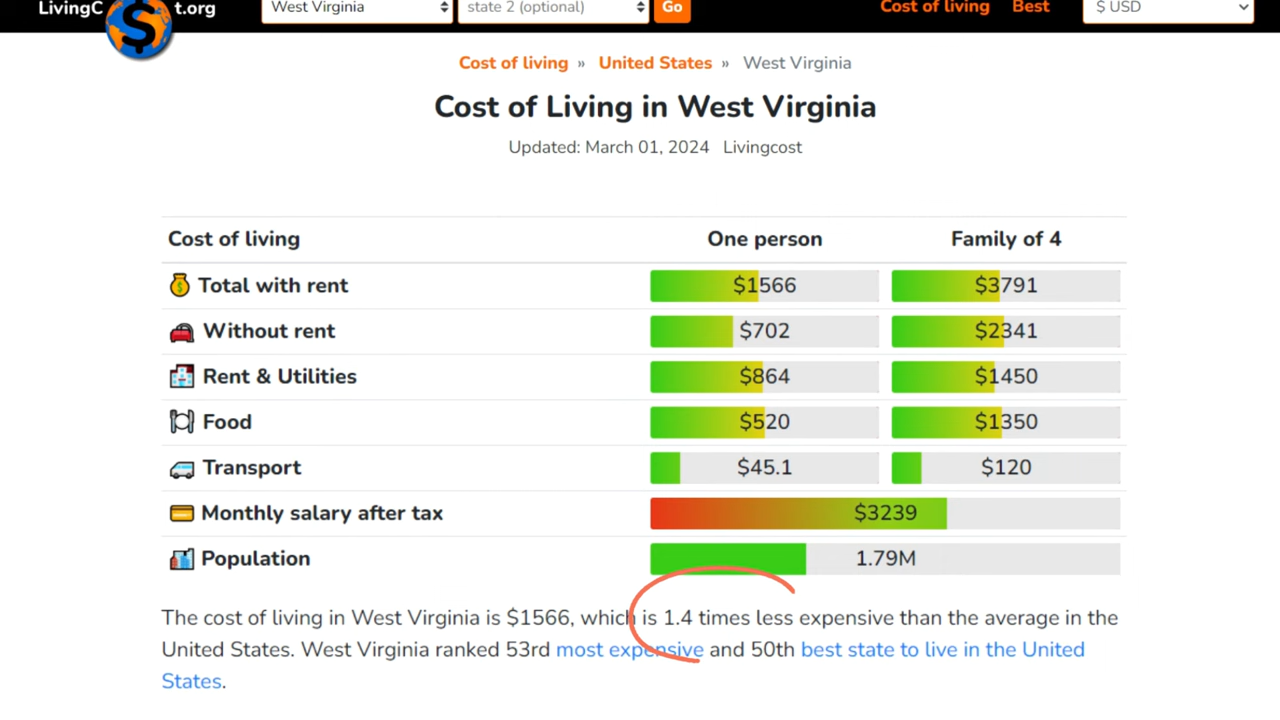 LivingC t.org West Virginia state 2 (optional) Go Cost of living Best $ USD
Cost of living » United States » West Virginia
Cost of Living in West Virginia
Updated: March 01, 2024 Livingcost
Cost of living One person Family of 4
Total with rent $1566 $3791
Without rent $702 $2341
Rent & Utilities $864 $1450
Food $520 $1350
Transport $45.1 $120
Monthly salary after tax $3239
Population 1.79M
The cost of living in West Virginia is $1566, which is 1.4 times less expensive than the average in the
United States. West Virginia ranked 53rd most expensive and 50th best state to live in the United
States.